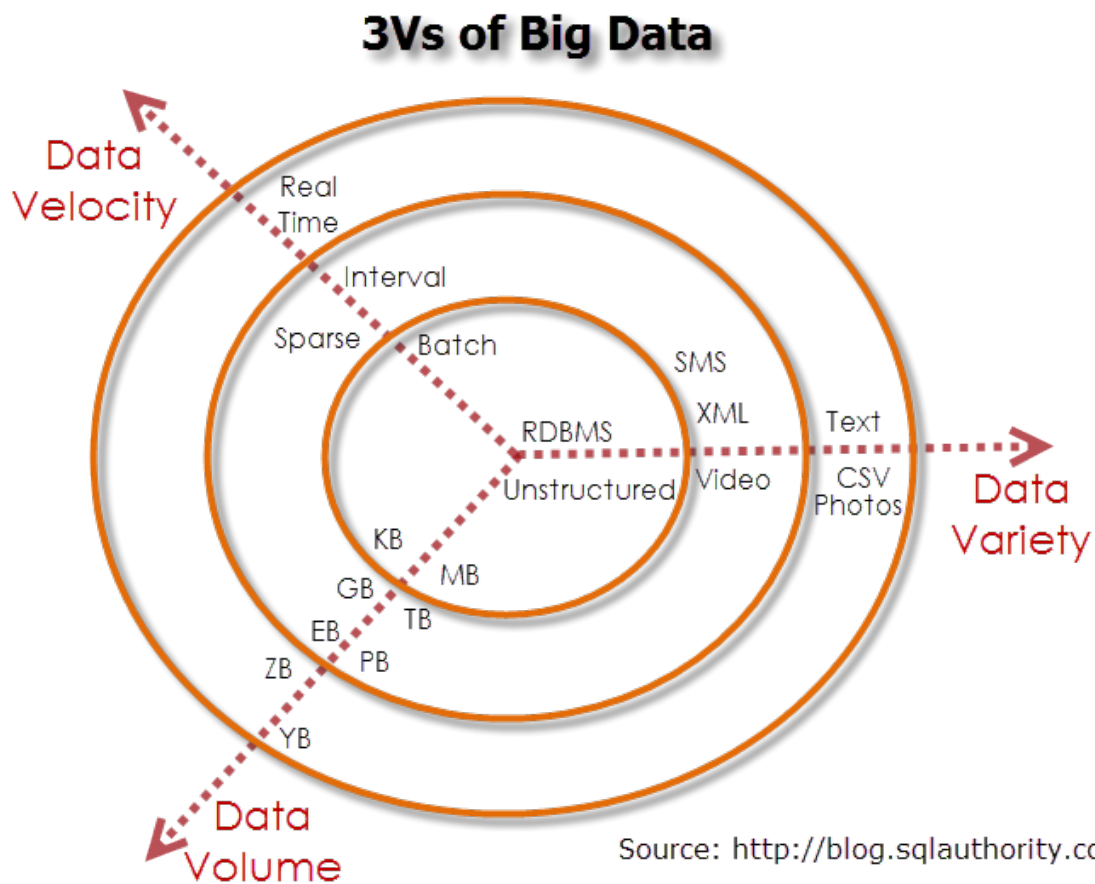 3Vs of Big Data
Data
Velocity
Real
Time
Interval
Sparse
Batch
SMS
XML
Text
RDBMS
Unstructured
Video
CSV
Photos
Data
Variety
KB
MB
GB
TB
EB
PB
ZB
YB
Data
Volume
Source: http://blog.sqlauthority.co